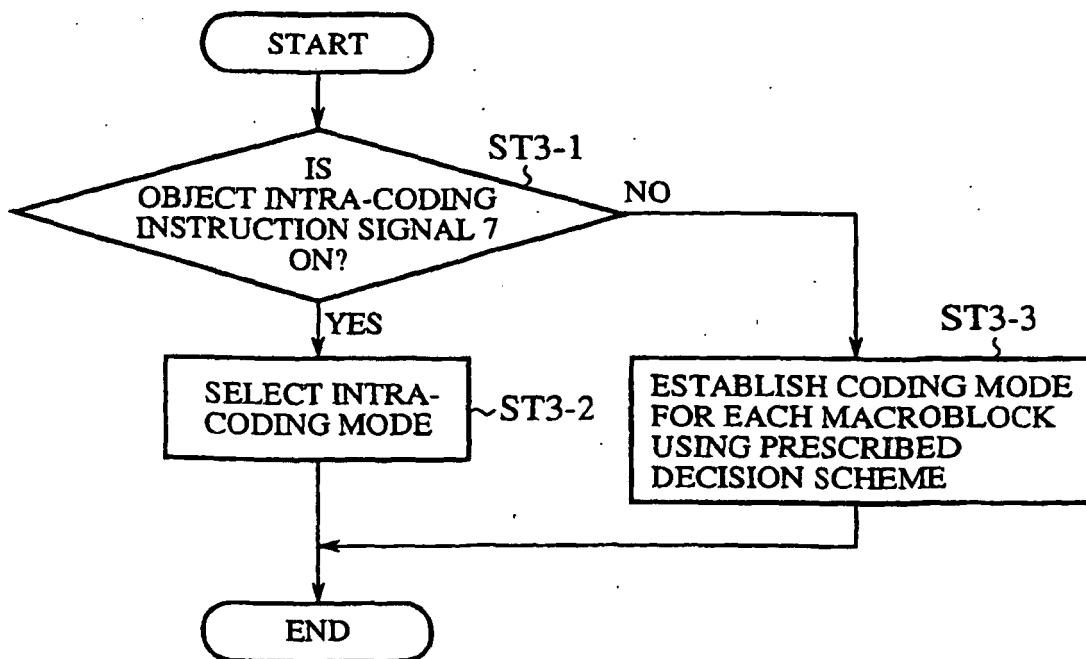 START
ST3-1
IS
OBJECT INTRA-CODING
INSTRUCTION SIGNAL 7
ON?
NO
YES
SELECT INTRA-
CODING MODE
ST3-2
ST3-3
ESTABLISH CODING MODE
FOR EACH MACROBLOCK
USING PRESCRIBED
DECISION SCHEME
END